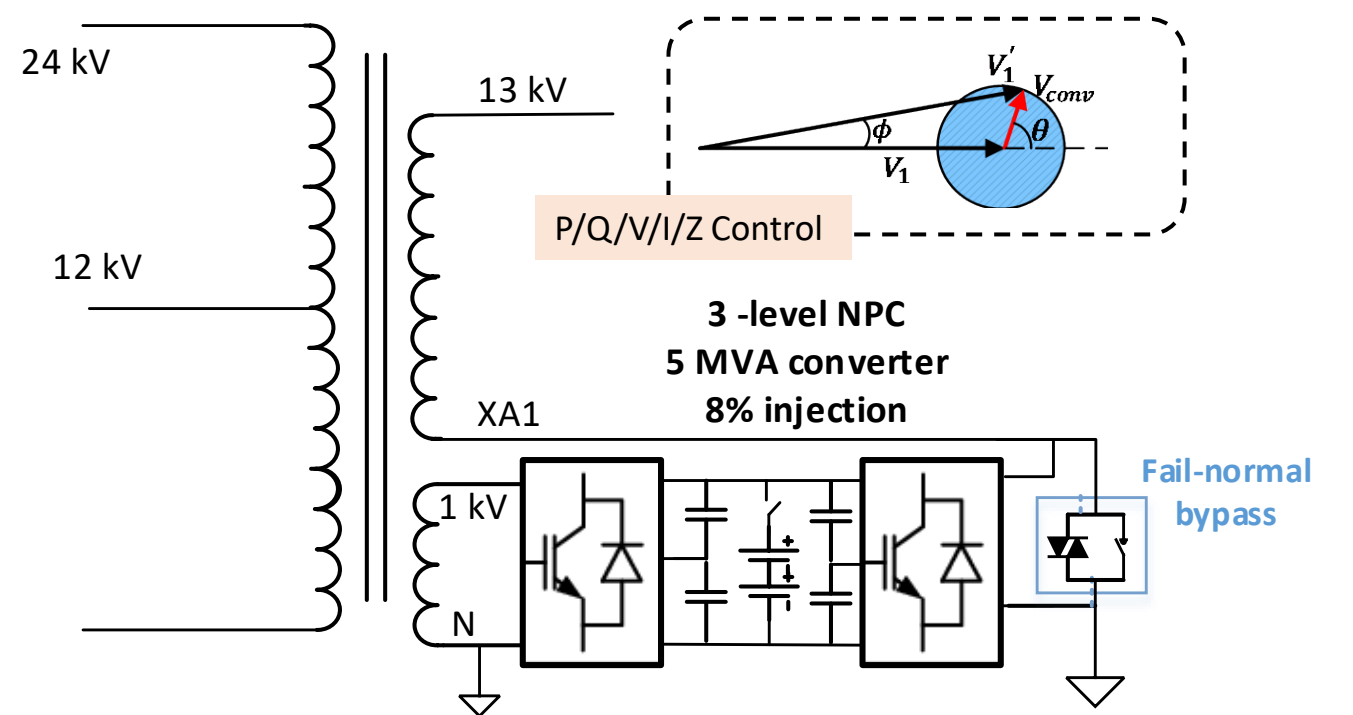 24 kV
13 kV
V₁′
V_conv
ϕ
θ
V₁
P/Q/V/I/Z Control
12 kV
3 -level NPC
5 MVA converter
8% injection
XA1
Fail-normal
bypass
1 kV
+
+
-
N